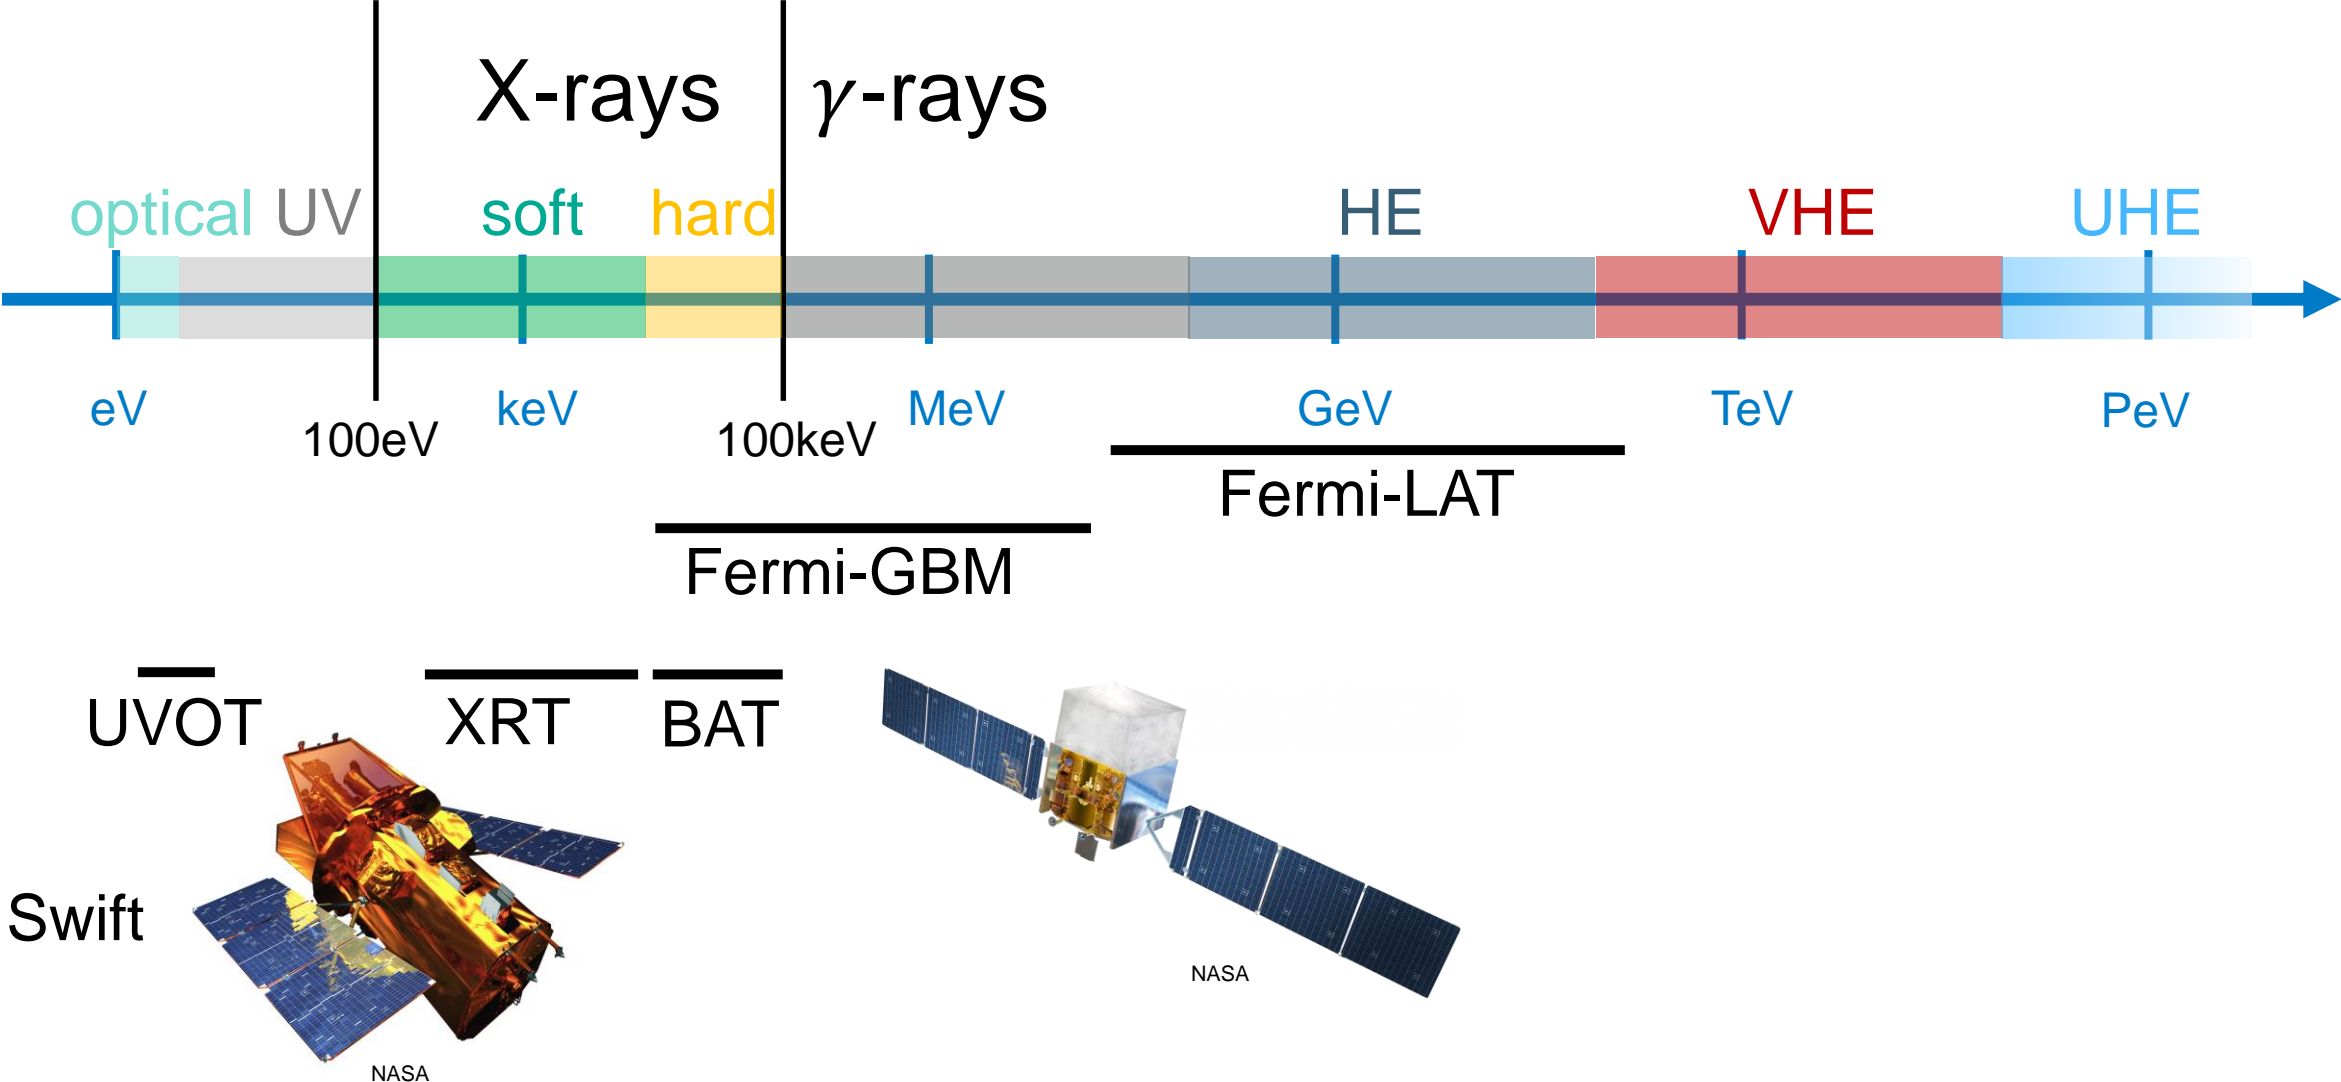 X-rays γ-rays
optical UV soft hard HE VHE UHE
eV keV MeV GeV TeV PeV
100eV 100keV
Fermi-LAT
Fermi-GBM
UVOT XRT BAT
Swift
NASA
NASA